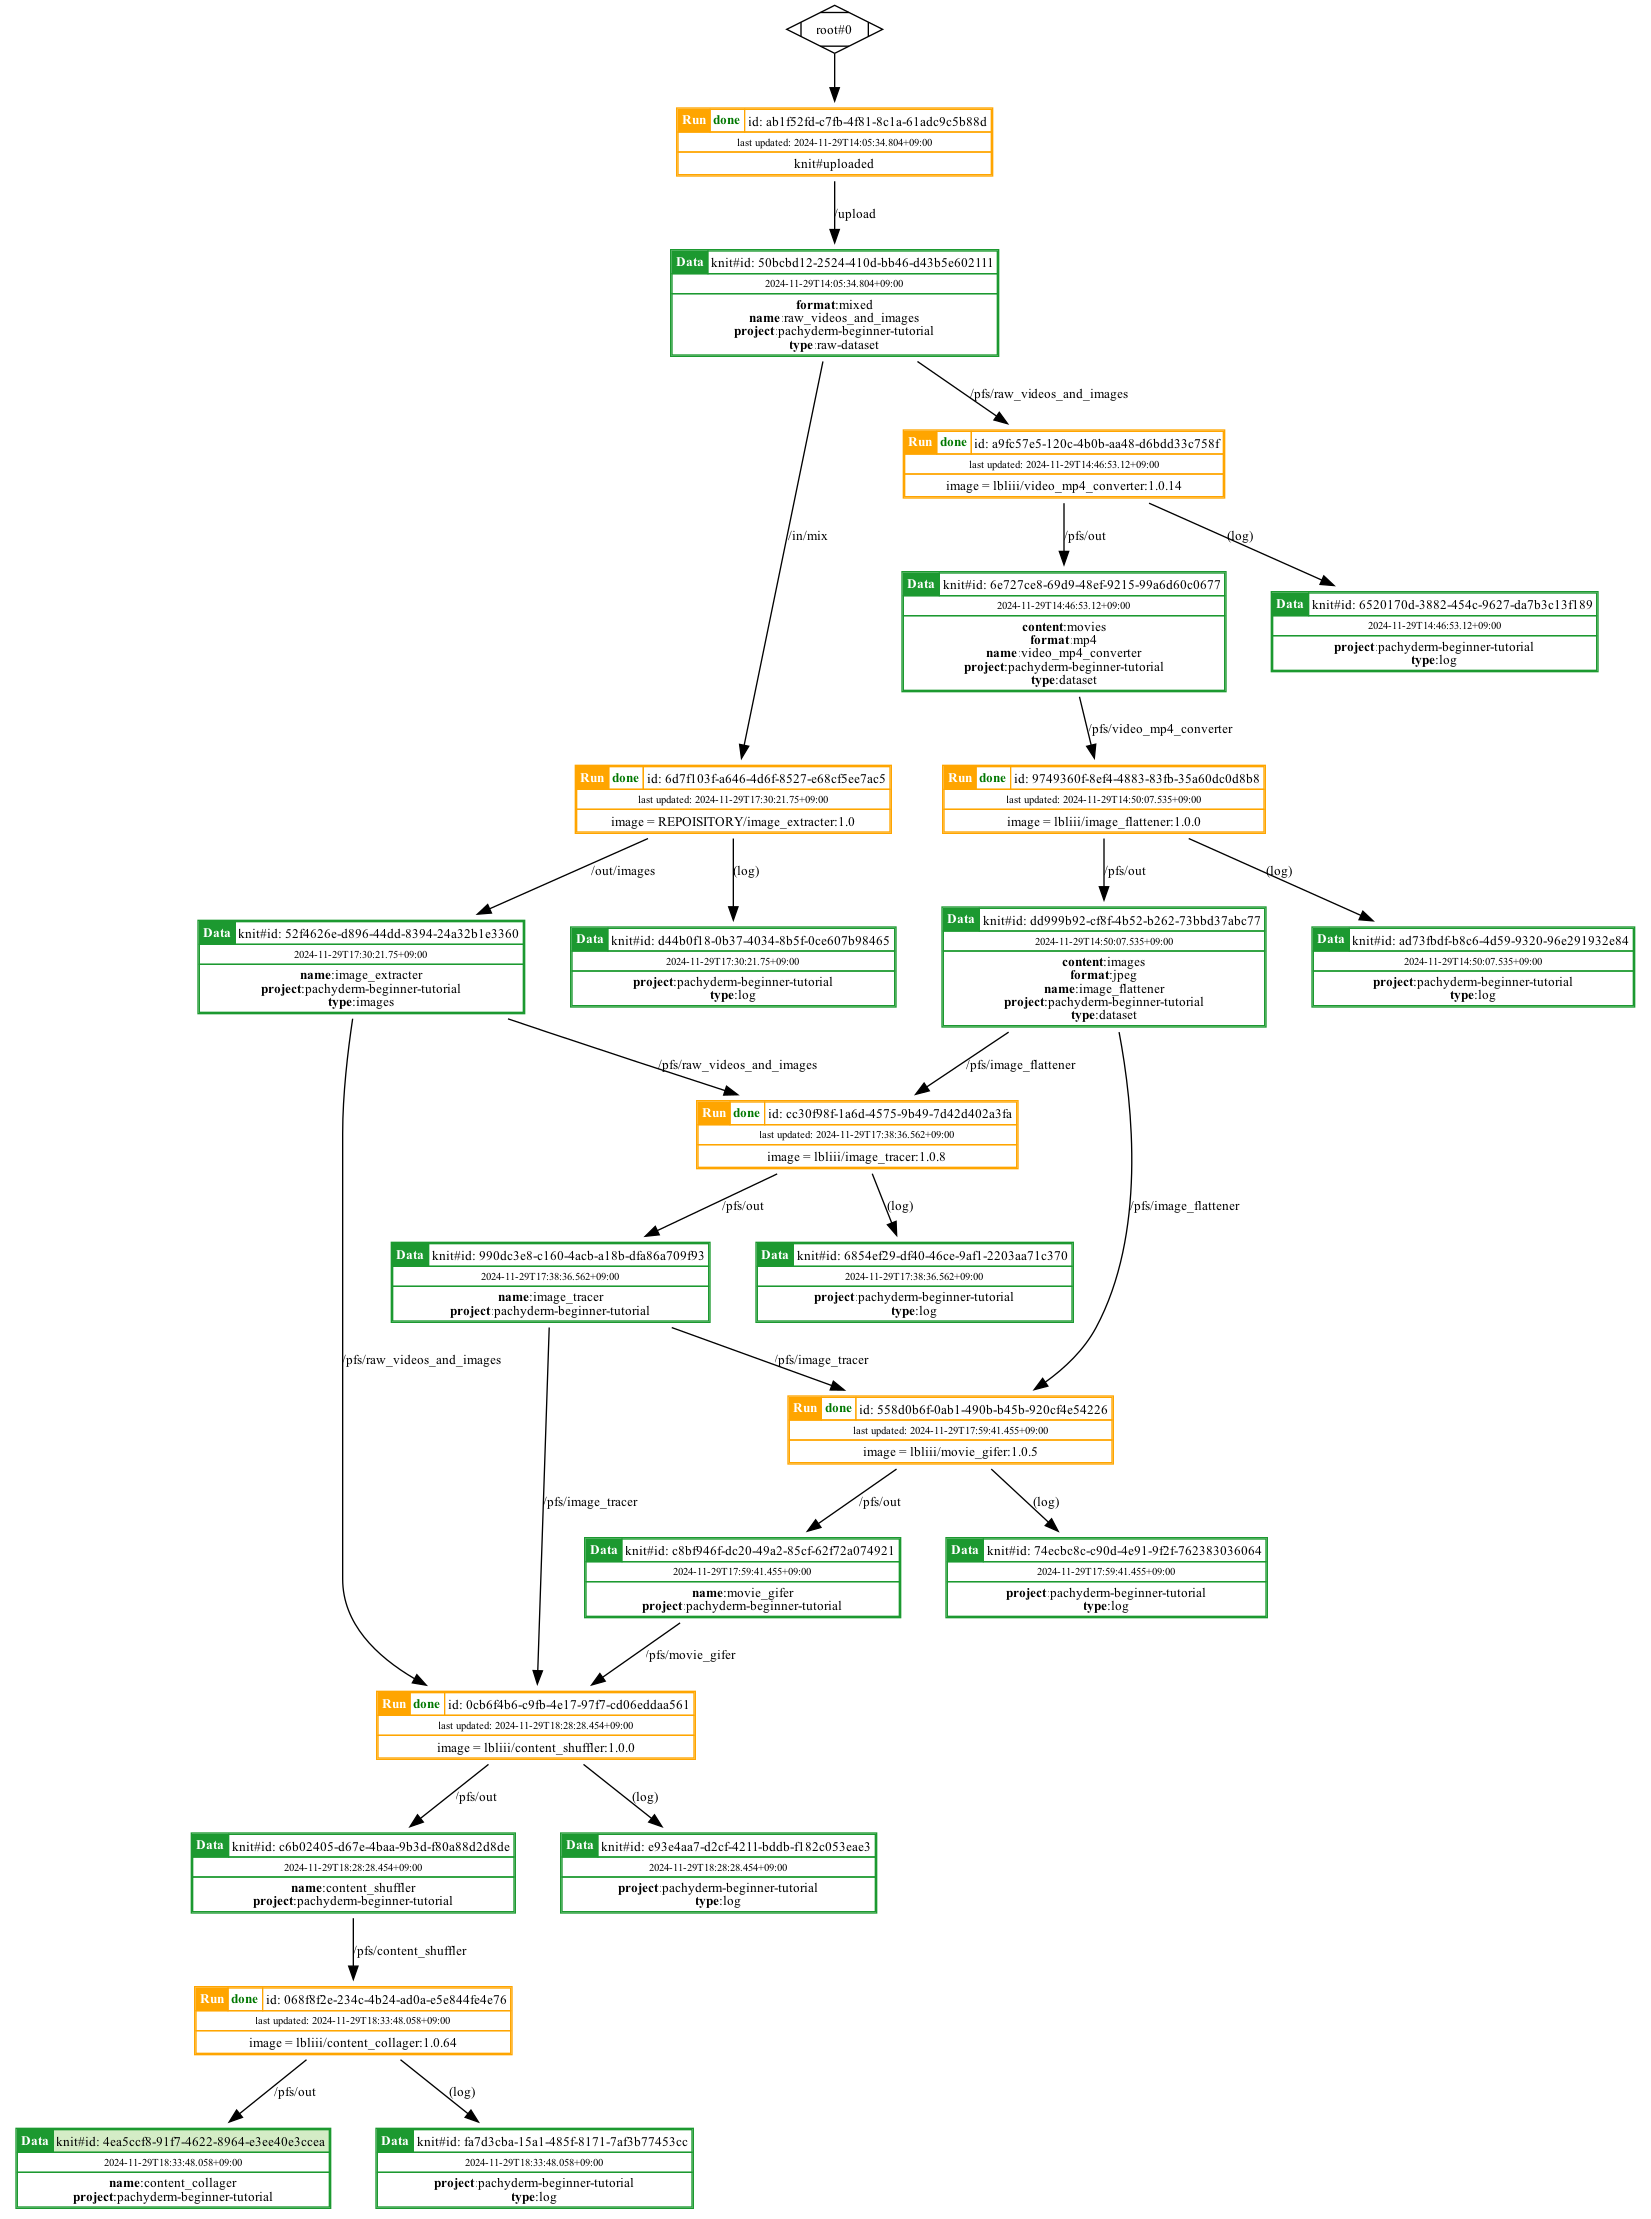 root#0
Run done id: ab1f52fd-c7fb-4f81-8c1a-61adc9c5b88d
last updated: 2024-11-29T14:05:34.804+09:00
knit#uploaded
/upload
Data knit#id: 50bcbd12-2524-410d-bb46-d43b5e602111
2024-11-29T14:05:34.804+09:00
format:mixed
name:raw_videos_and_images
project:pachyderm-beginner-tutorial
type:raw-dataset
/pfs/raw_videos_and_images
Run done id: a9fc57e5-120c-4b0b-aa48-d6bdd33c758f
last updated: 2024-11-29T14:46:53.12+09:00
image = lbliii/video_mp4_converter:1.0.14
/in/mix
/pfs/out
(log)
Data knit#id: 6e727ce8-69d9-48ef-9215-99a6d60c0677
2024-11-29T14:46:53.12+09:00
content:movies
format:mp4
name:video_mp4_converter
project:pachyderm-beginner-tutorial
type:dataset
Data knit#id: 6520170d-3882-454c-9627-da7b3c13f189
2024-11-29T14:46:53.12+09:00
project:pachyderm-beginner-tutorial
type:log
/pfs/video_mp4_converter
Run done id: 6d7f103f-a646-4d6f-8527-e68cf5ee7ac5
last updated: 2024-11-29T17:30:21.75+09:00
image = REPOISITORY/image_extracter:1.0
Run done id: 9749360f-8ef4-4883-83fb-35a60dc0d8b8
last updated: 2024-11-29T14:50:07.535+09:00
image = lbliii/image_flattener:1.0.0
/out/images
(log)
/pfs/out
(log)
Data knit#id: 52f4626e-d896-44dd-8394-24a32b1e3360
2024-11-29T17:30:21.75+09:00
name:image_extracter
project:pachyderm-beginner-tutorial
type:images
Data knit#id: d44b0f18-0b37-4034-8b5f-0ce607b98465
2024-11-29T17:30:21.75+09:00
project:pachyderm-beginner-tutorial
type:log
Data knit#id: dd999b92-cf8f-4b52-b262-73bbd37abc77
2024-11-29T14:50:07.535+09:00
content:images
format:jpeg
name:image_flattener
project:pachyderm-beginner-tutorial
type:dataset
Data knit#id: ad73fbdf-b8c6-4d59-9320-96e291932e84
2024-11-29T14:50:07.535+09:00
project:pachyderm-beginner-tutorial
type:log
/pfs/raw_videos_and_images
/pfs/image_flattener
Run done id: cc30f98f-1a6d-4575-9b49-7d42d402a3fa
last updated: 2024-11-29T17:38:36.562+09:00
image = lbliii/image_tracer:1.0.8
/pfs/out
(log)
/pfs/image_flattener
Data knit#id: 990dc3e8-c160-4acb-a18b-dfa86a709f93
2024-11-29T17:38:36.562+09:00
name:image_tracer
project:pachyderm-beginner-tutorial
Data knit#id: 6854ef29-df40-46ce-9af1-2203aa71c370
2024-11-29T17:38:36.562+09:00
project:pachyderm-beginner-tutorial
type:log
/pfs/raw_videos_and_images
/pfs/image_tracer
Run done id: 558d0b6f-0ab1-490b-b45b-920cf4e54226
last updated: 2024-11-29T17:59:41.455+09:00
image = lbliii/movie_gifer:1.0.5
/pfs/image_tracer
/pfs/out
(log)
Data knit#id: c8bf946f-dc20-49a2-85cf-62f72a074921
2024-11-29T17:59:41.455+09:00
name:movie_gifer
project:pachyderm-beginner-tutorial
Data knit#id: 74ecbc8c-c90d-4e91-9f2f-762383036064
2024-11-29T17:59:41.455+09:00
project:pachyderm-beginner-tutorial
type:log
/pfs/movie_gifer
Run done id: 0cb6f4b6-c9fb-4e17-97f7-cd06eddaa561
last updated: 2024-11-29T18:28:28.454+09:00
image = lbliii/content_shuffler:1.0.0
/pfs/out
(log)
Data knit#id: c6b02405-d67e-4baa-9b3d-f80a88d2d8de
2024-11-29T18:28:28.454+09:00
name:content_shuffler
project:pachyderm-beginner-tutorial
Data knit#id: e93e4aa7-d2cf-4211-bddb-f182c053eae3
2024-11-29T18:28:28.454+09:00
project:pachyderm-beginner-tutorial
type:log
/pfs/content_shuffler
Run done id: 068f8f2e-234c-4b24-ad0a-e5e844fe4e76
last updated: 2024-11-29T18:33:48.058+09:00
image = lbliii/content_collager:1.0.64
/pfs/out
(log)
Data knit#id: 4ea5ccf8-91f7-4622-8964-e3ee40e3ccea
2024-11-29T18:33:48.058+09:00
name:content_collager
project:pachyderm-beginner-tutorial
Data knit#id: fa7d3cba-15a1-485f-8171-7af3b77453cc
2024-11-29T18:33:48.058+09:00
project:pachyderm-beginner-tutorial
type:log